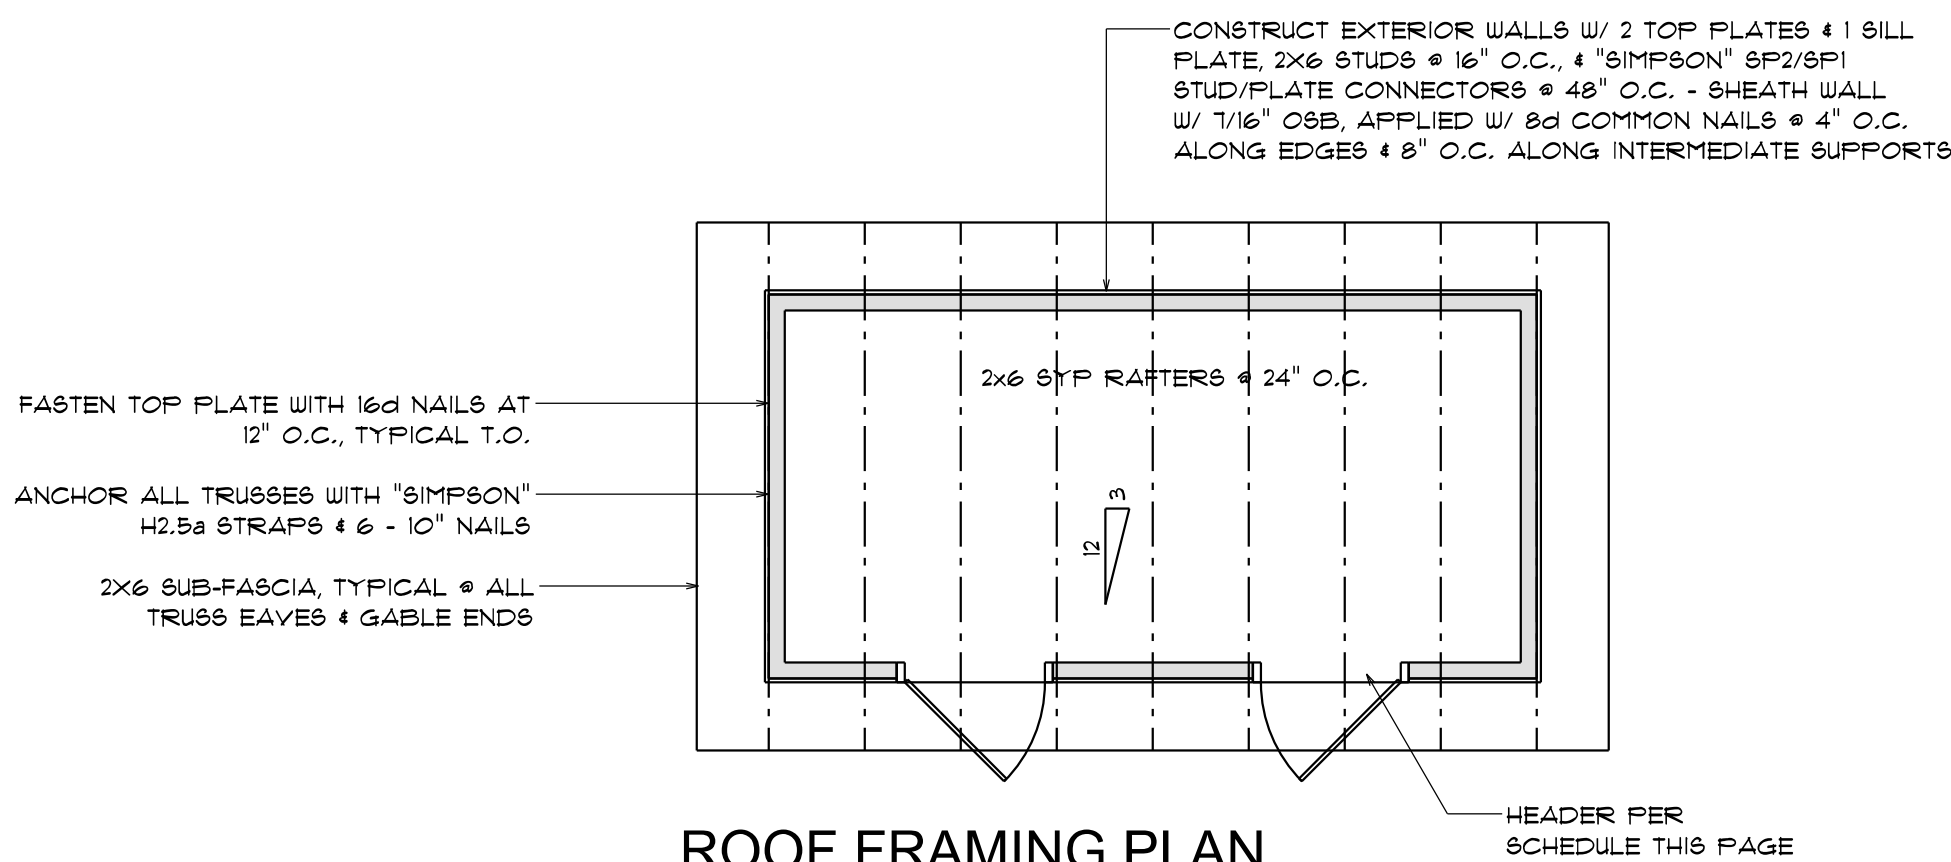 CONSTRUCT EXTERIOR WALLS W/ 2 TOP PLATES & 1 SILL
PLATE, 2X6 STUDS @ 16" O.C., & "SIMPSON" SP2/SP1
STUD/PLATE CONNECTORS @ 48" O.C. - SHEATH WALL
W/ 7/16" OSB, APPLIED W/ 8d COMMON NAILS @ 4" O.C.
ALONG EDGES & 8" O.C. ALONG INTERMEDIATE SUPPORTS
2x6 SYP RAFTERS @ 24" O.C.
FASTEN TOP PLATE WITH 16d NAILS AT
12" O.C., TYPICAL T.O.
ANCHOR ALL TRUSSES WITH "SIMPSON"
H2.5a STRAPS & 6 - 10" NAILS
3
12
2X6 SUB-FASCIA, TYPICAL @ ALL
TRUSS EAVES & GABLE ENDS
HEADER PER
SCHEDULE THIS PAGE
ROOF FRAMING PLAN